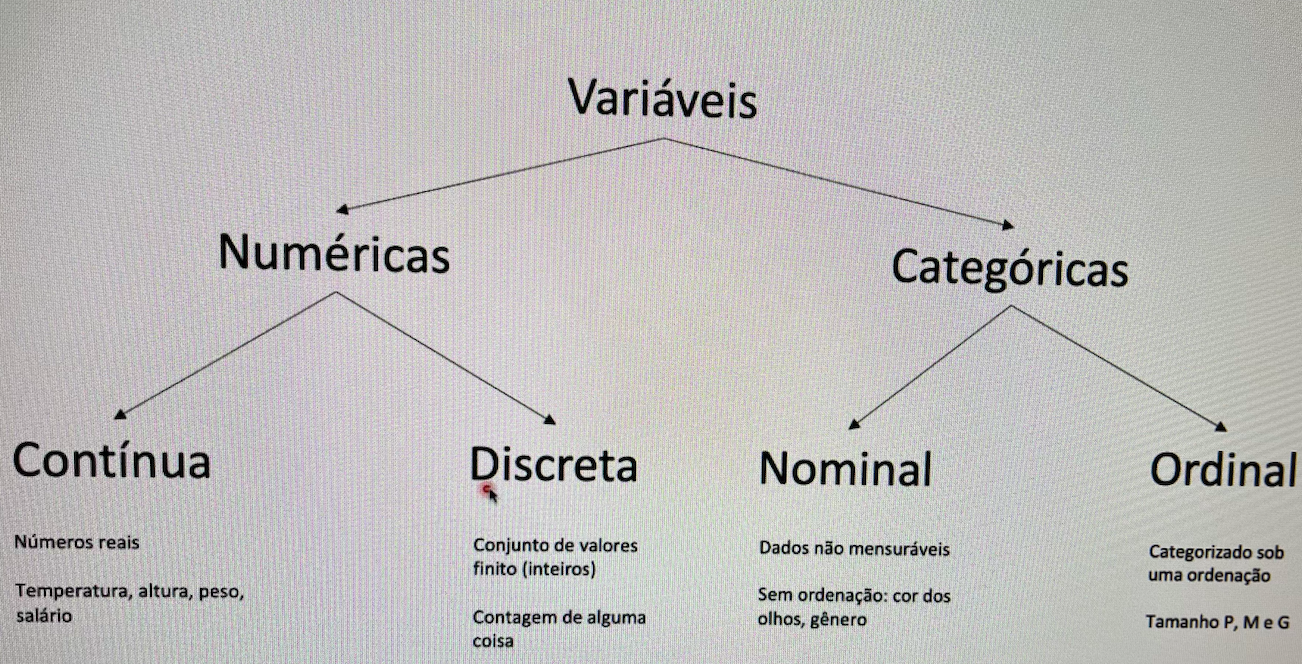 Variáveis
Numéricas
Categóricas
Contínua
Números reais
Temperatura, altura, peso,
salário
Discreta
Conjunto de valores
finito (inteiros)
Contagem de alguma
coisa
Nominal
Dados não mensuráveis
Sem ordenação: cor dos
olhos, gênero
Ordinal
Categorizado sob
uma ordenação
Tamanho P, M e G